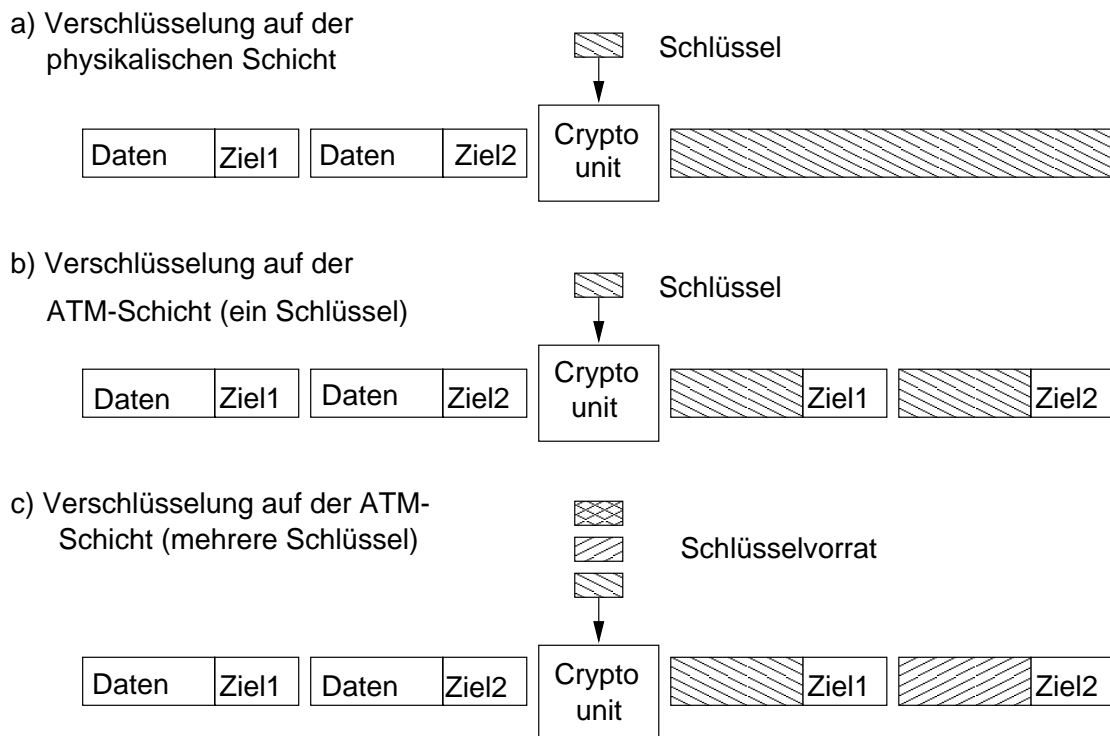 a) Verschlüsselung auf der
physikalischen Schicht
Schlüssel
Daten Ziel1 Daten Ziel2
Crypto
unit
b) Verschlüsselung auf der
ATM-Schicht (ein Schlüssel)
Schlüssel
Daten Ziel1 Daten Ziel2
Crypto
unit
Ziel1 Ziel2
c) Verschlüsselung auf der ATM-
Schicht (mehrere Schlüssel)
Schlüsselvorrat
Daten Ziel1 Daten Ziel2
Crypto
unit
Ziel1 Ziel2